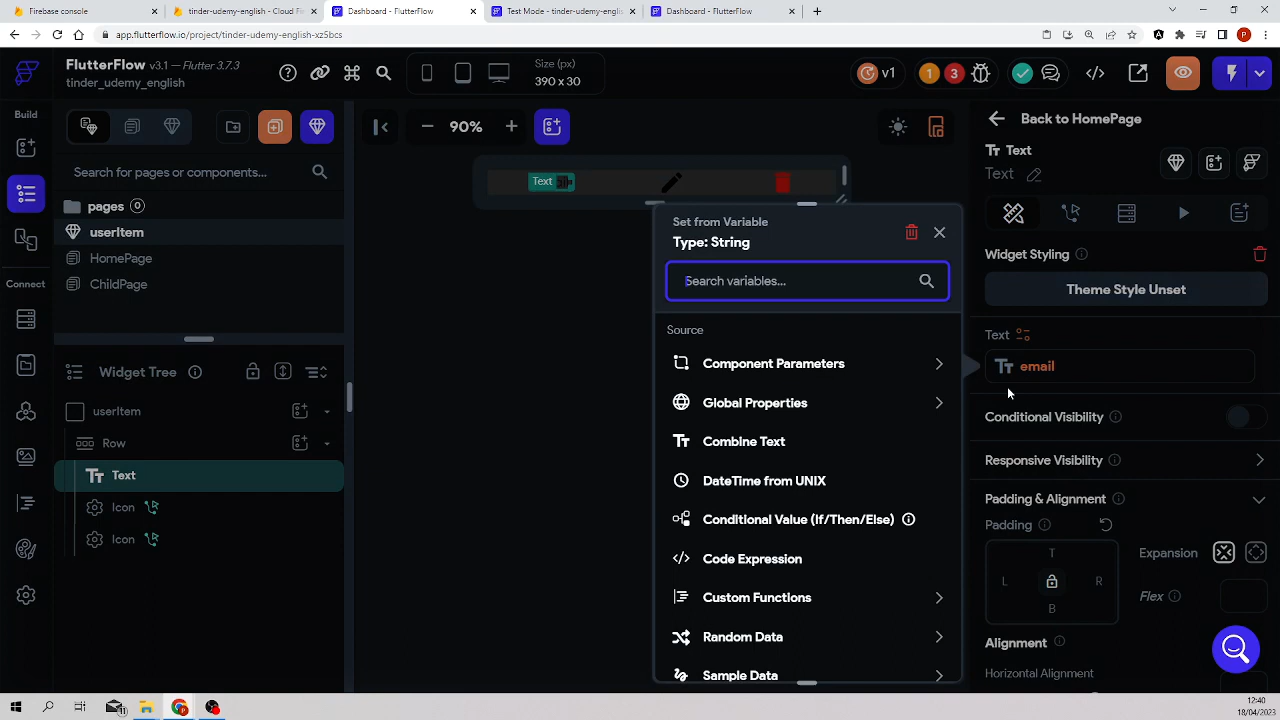 Firebase console
tinder-udemy-english - Cloud Fir
Dashboard - FlutterFlow
Test Mode - tinder-udemy-englis
Dashboard - FlutterFlow
app.flutterflow.io/project/tinder-udemy-english-xz5bcs
FlutterFlow v3.1 - Flutter 3.7.3
tinder_udemy_english
Size (px)
390 x 30
v1
1 3
Build
90%
Back to HomePage
Search for pages or components...
Text
Text
Text
pages 0
userItem
HomePage
ChildPage
Connect
Set from Variable
Type: String
Search variables...
Source
Component Parameters
Global Properties
Combine Text
DateTime from UNIX
Conditional Value (If/Then/Else)
Code Expression
Custom Functions
Random Data
Sample Data
Widget Styling
Theme Style Unset
Text
email
Conditional Visibility
Responsive Visibility
Padding & Alignment
Padding
T
L
R
B
Expansion
Flex
Alignment
Horizontal Alignment
Widget Tree
userItem
Row
Text
Icon
Icon
12:40
18/04/2023